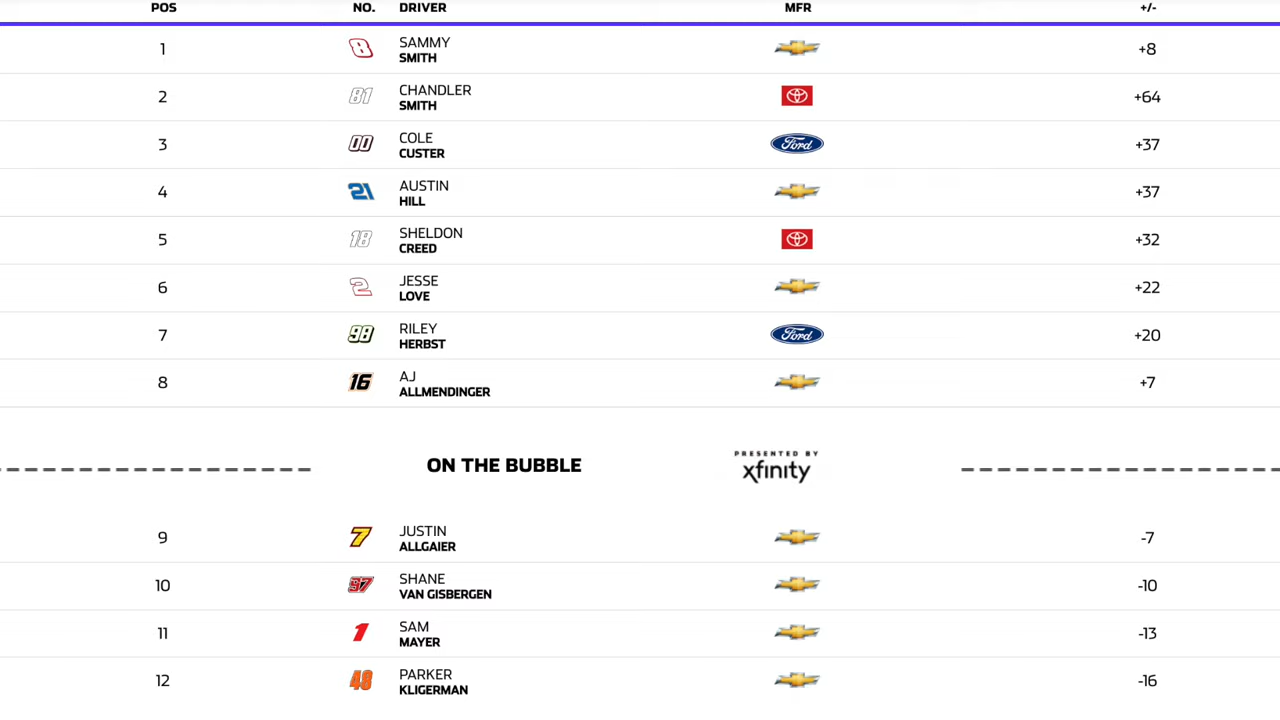 POS NO. DRIVER MFR +/-
1 8 SAMMY SMITH +8
2 81 CHANDLER SMITH +64
3 00 COLE CUSTER Ford +37
4 21 AUSTIN HILL +37
5 18 SHELDON CREED +32
6 2 JESSE LOVE +22
7 98 RILEY HERBST Ford +20
8 16 AJ ALLMENDINGER +7
ON THE BUBBLE PRESENTED BY xfinity
9 7 JUSTIN ALLGAIER -7
10 97 SHANE VAN GISBERGEN -10
11 1 SAM MAYER -13
12 48 PARKER KLIGERMAN -16